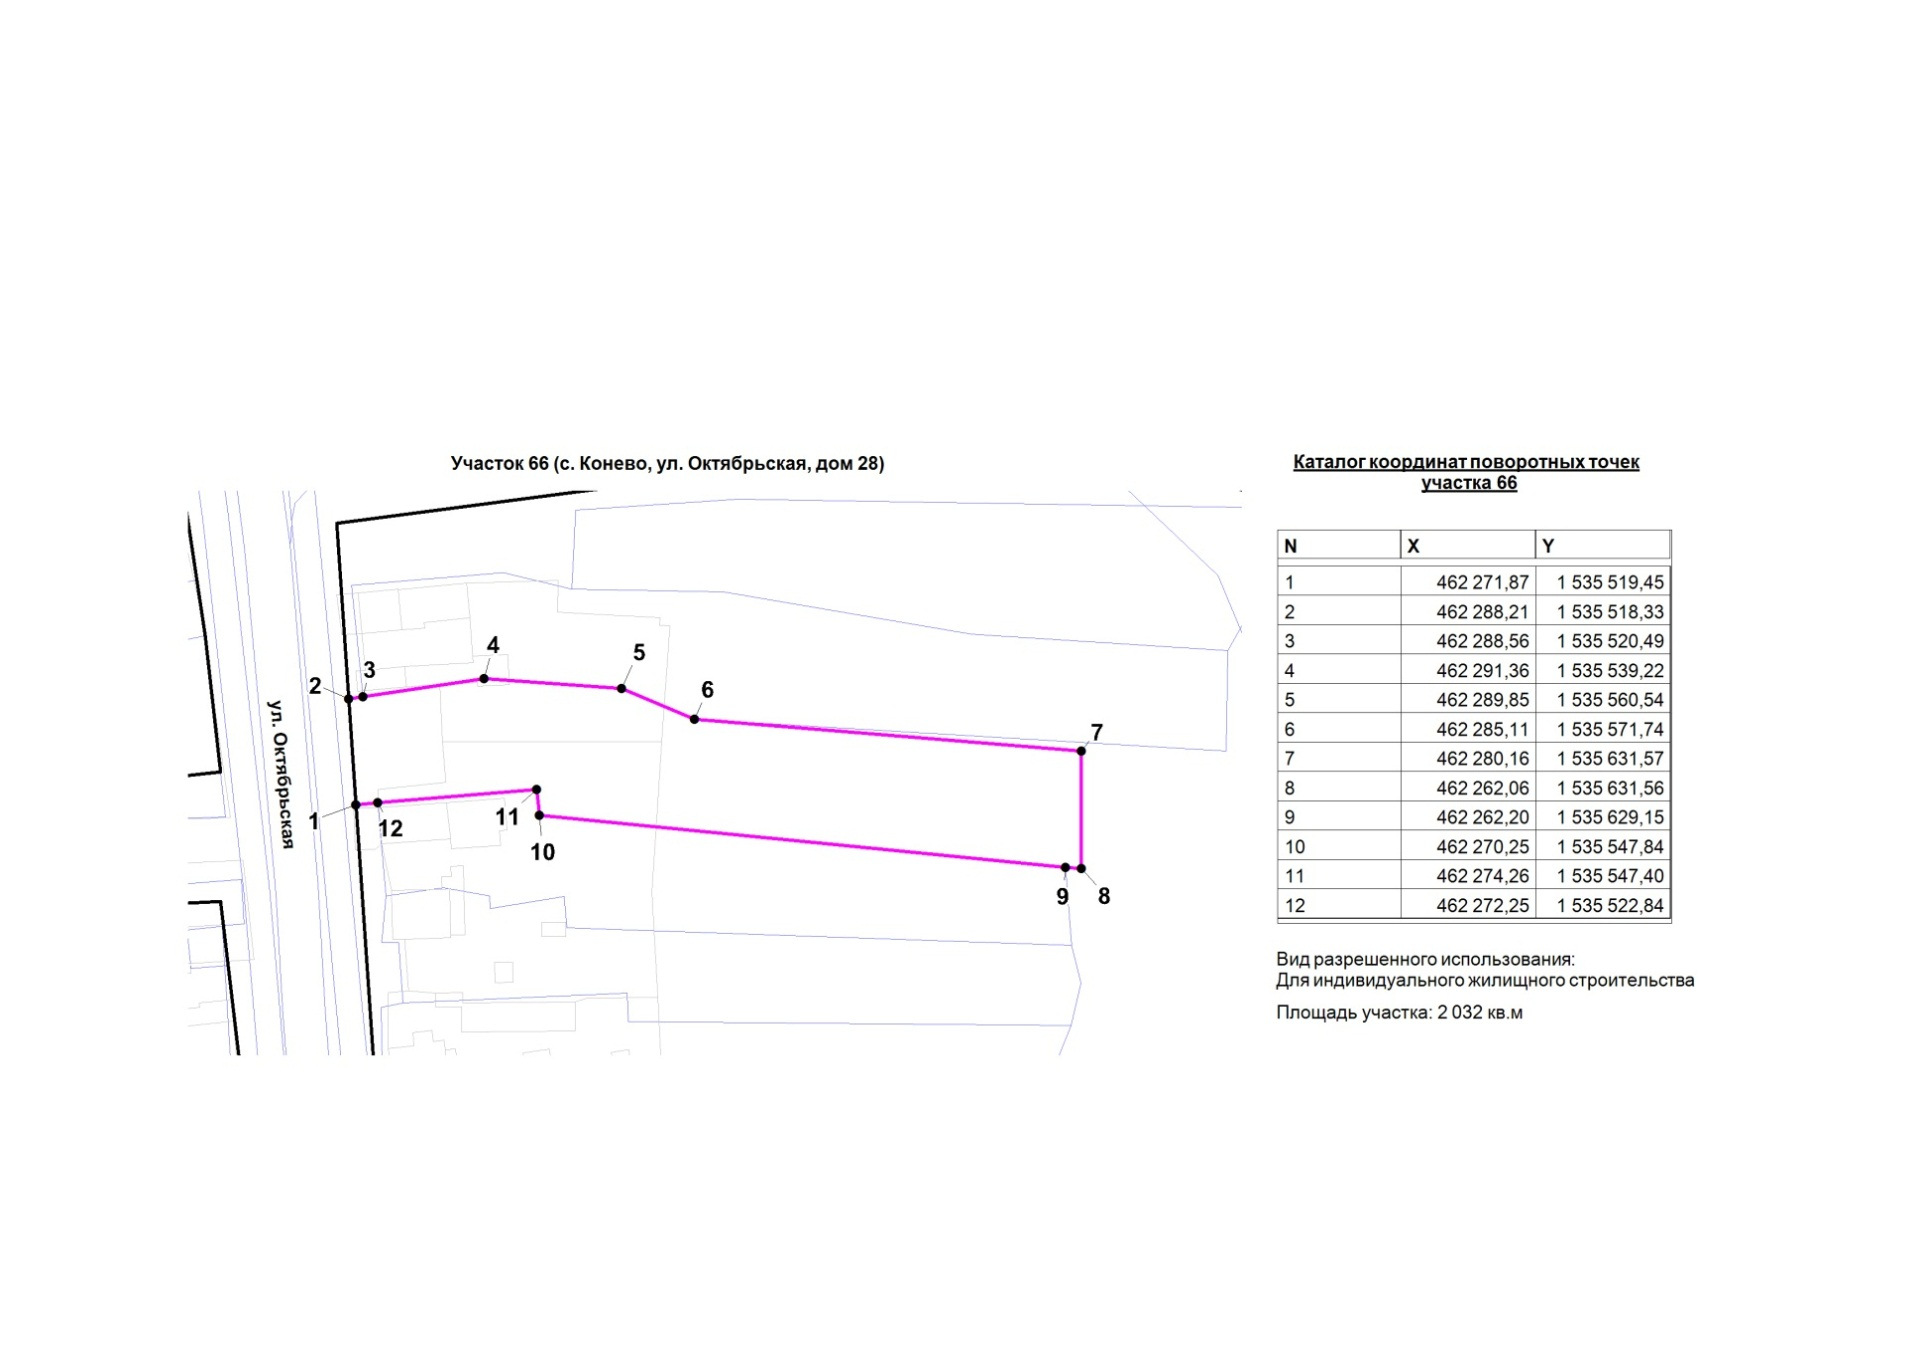 Участок 66 (с. Конево, ул. Октябрьская, дом 28)
2
3
4
5
6
7
1
12
11
10
9
8
ул. Октябрьская
Каталог координат поворотных точек
участка 66
N X Y
1 462 271,87 1 535 519,45
2 462 288,21 1 535 518,33
3 462 288,56 1 535 520,49
4 462 291,36 1 535 539,22
5 462 289,85 1 535 560,54
6 462 285,11 1 535 571,74
7 462 280,16 1 535 631,57
8 462 262,06 1 535 631,56
9 462 262,20 1 535 629,15
10 462 270,25 1 535 547,84
11 462 274,26 1 535 547,40
12 462 272,25 1 535 522,84
Вид разрешенного использования:
Для индивидуального жилищного строительства
Площадь участка: 2 032 кв.м